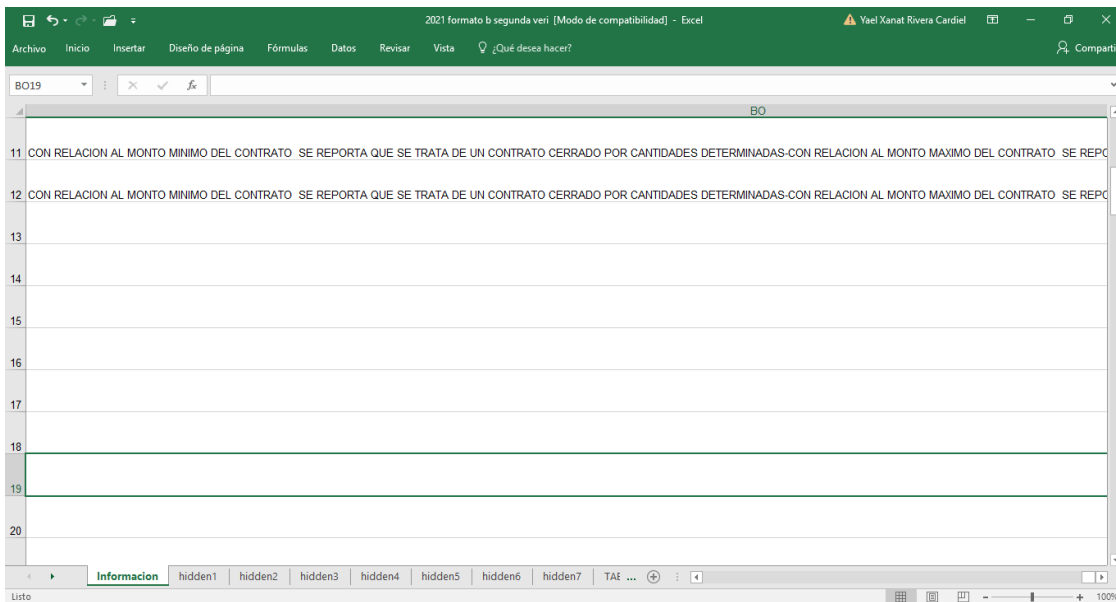 2021 formato b segunda veri [Modo de compatibilidad] - Excel
Yael Xanat Rivera Cardiel
Archivo Inicio Insertar Diseño de página Fórmulas Datos Revisar Vista ¿Qué desea hacer? Comparti
BO19 fx
BO
11 CON RELACION AL MONTO MINIMO DEL CONTRATO SE REPORTA QUE SE TRATA DE UN CONTRATO CERRADO POR CANTIDADES DETERMINADAS-CON RELACION AL MONTO MAXIMO DEL CONTRATO SE REPO
12 CON RELACION AL MONTO MINIMO DEL CONTRATO SE REPORTA QUE SE TRATA DE UN CONTRATO CERRADO POR CANTIDADES DETERMINADAS-CON RELACION AL MONTO MAXIMO DEL CONTRATO SE REPO
13
14
15
16
17
18
19
20
Informacion hidden1 hidden2 hidden3 hidden4 hidden5 hidden6 hidden7 TAE ...
Listo 100%